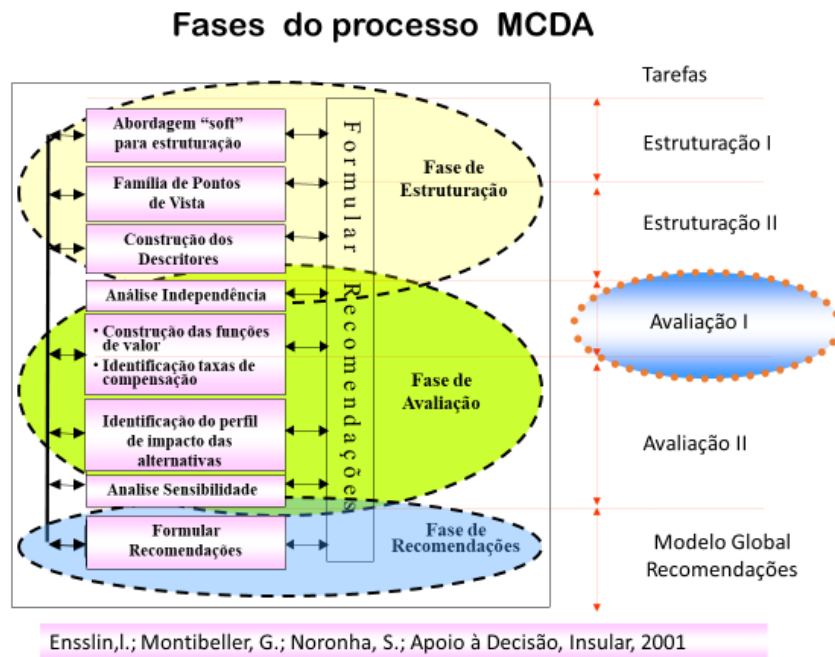 Fases do processo MCDA
Tarefas
Abordagem “soft”
para estruturação
Família de Pontos
de Vista
Construção dos
Descritores
Análise Independência
• Construção das funções
de valor
• Identificação taxas de
compensação
Identificação do perfil
de impacto das
alternativas
Analise Sensibilidade
Formular
Recomendações
Formular Recomendações
Fase de
Estruturação
Fase de
Avaliação
Fase de
Recomendações
Estruturação I
Estruturação II
Avaliação I
Avaliação II
Modelo Global
Recomendações
Ensslin,l.; Montibeller, G.; Noronha, S.; Apoio à Decisão, Insular, 2001